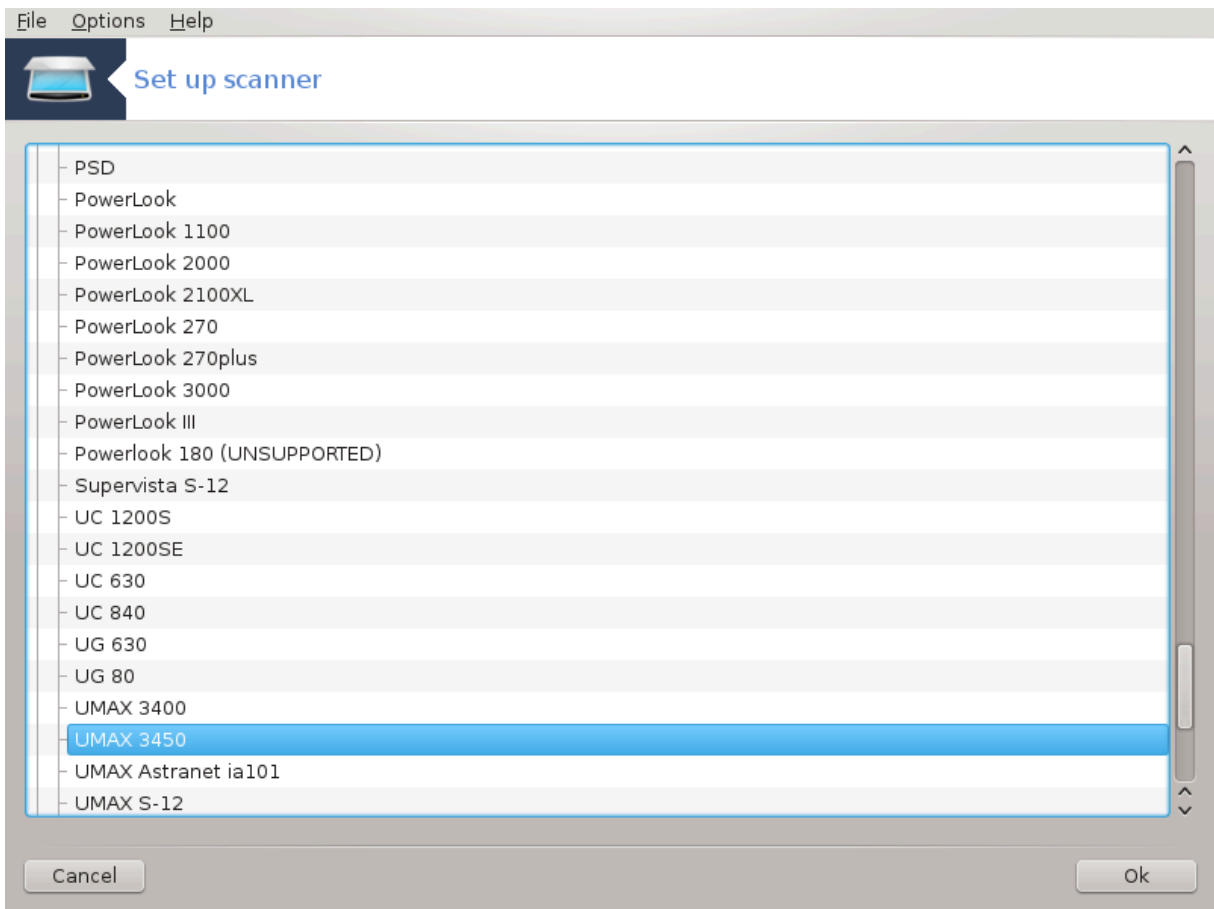 File Options Help
Set up scanner
PSD
PowerLook
PowerLook 1100
PowerLook 2000
PowerLook 2100XL
PowerLook 270
PowerLook 270plus
PowerLook 3000
PowerLook III
Powerlook 180 (UNSUPPORTED)
Supervista S-12
UC 1200S
UC 1200SE
UC 630
UC 840
UG 630
UG 80
UMAX 3400
UMAX 3450
UMAX Astranet ia101
UMAX S-12
Cancel Ok